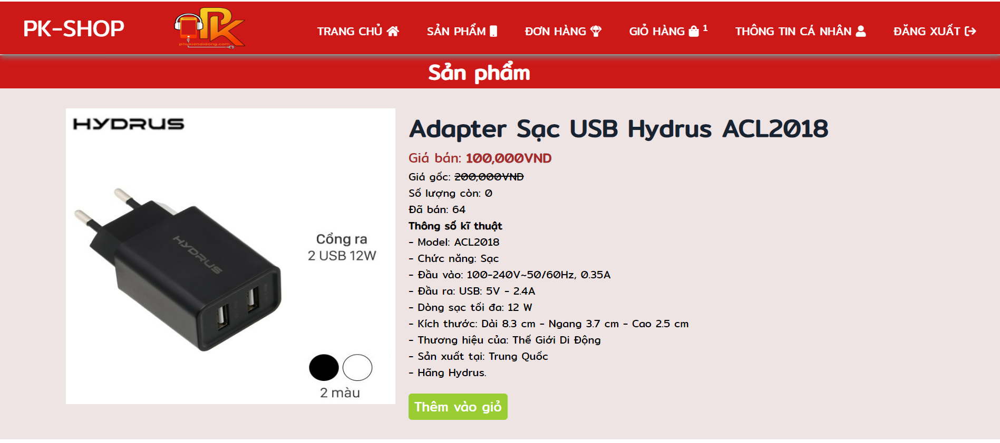 PK-SHOP
PK
phukiendidong.com
TRANG CHỦ
SẢN PHẨM
ĐƠN HÀNG
GIỎ HÀNG 1
THÔNG TIN CÁ NHÂN
ĐĂNG XUẤT
Sản phẩm
HYDRUS
HYDRUS
Cổng ra
2 USB 12W
2 màu
Adapter Sạc USB Hydrus ACL2018
Giá bán: 100,000VND
Giá gốc: 200,000VND
Số lượng còn: 0
Đã bán: 64
Thông số kĩ thuật
- Model: ACL2018
- Chức năng: Sạc
- Đầu vào: 100-240V~50/60Hz, 0.35A
- Đầu ra: USB: 5V - 2.4A
- Dòng sạc tối đa: 12 W
- Kích thước: Dài 8.3 cm - Ngang 3.7 cm - Cao 2.5 cm
- Thương hiệu của: Thế Giới Di Động
- Sản xuất tại: Trung Quốc
- Hãng Hydrus.
Thêm vào giỏ